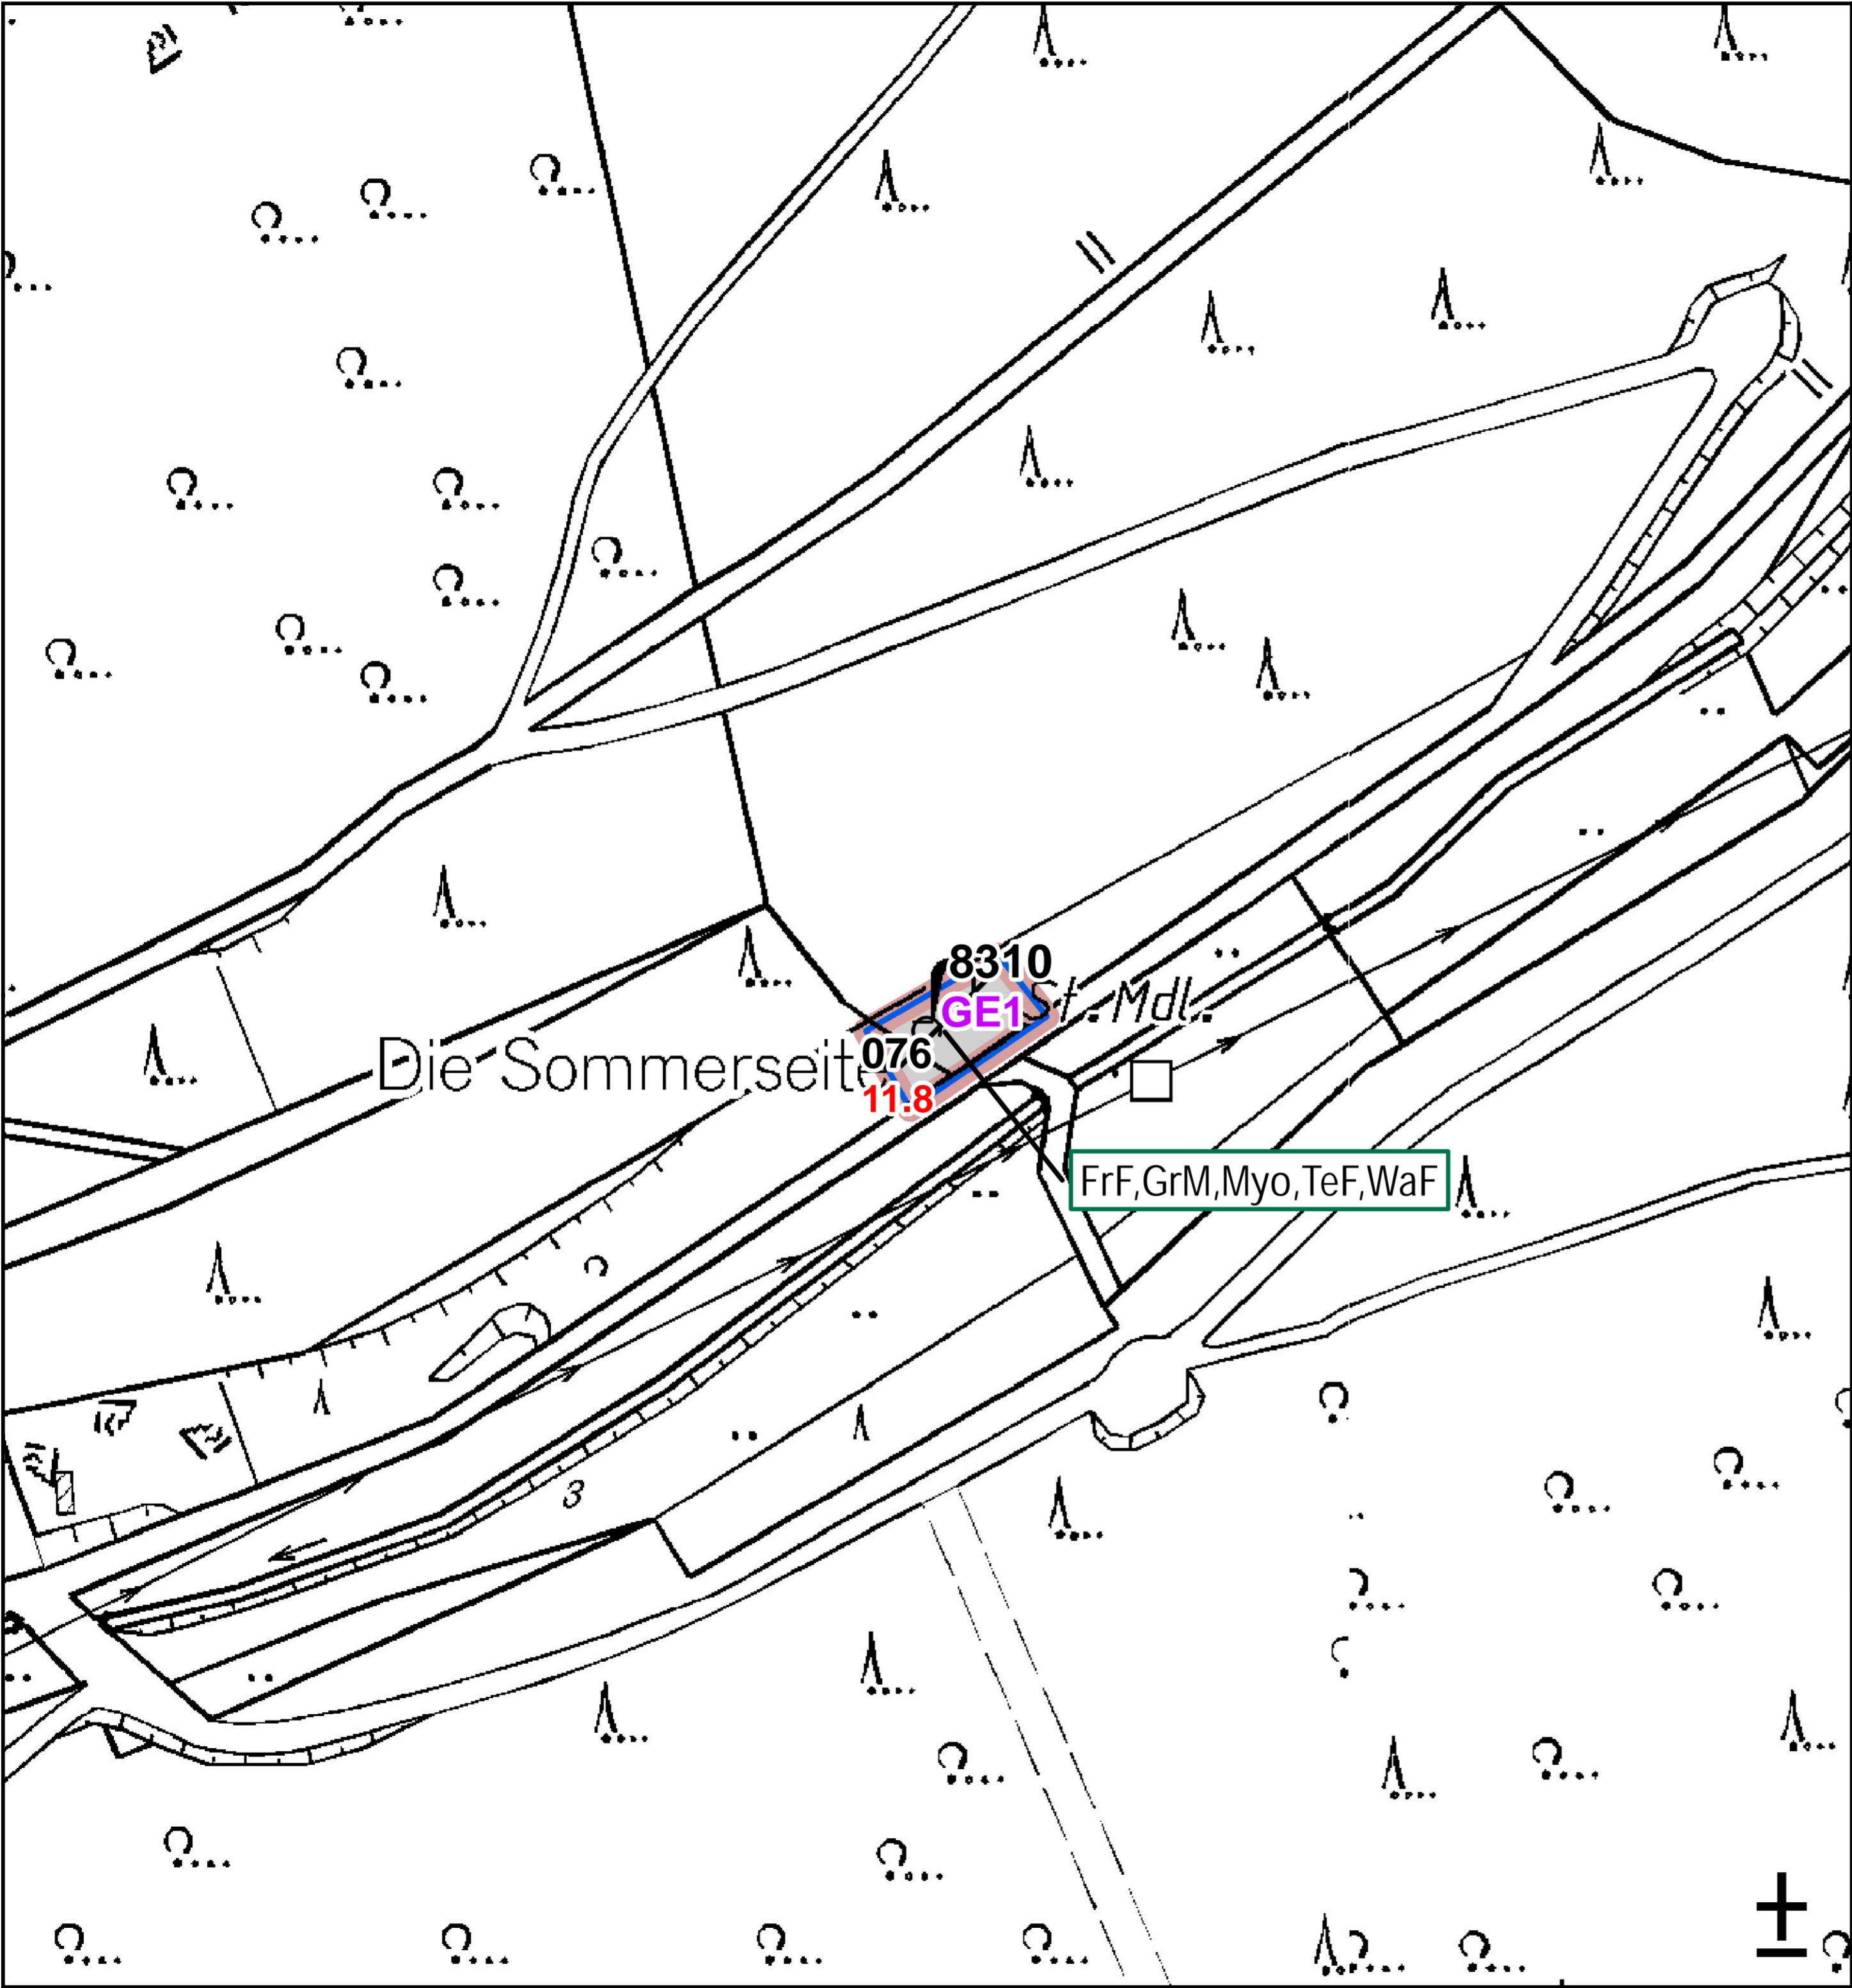 8310
GE1
St. Mdl.
Die Sommerseite
076
11.8
FrF,GrM,Myo,TeF,WaF
3